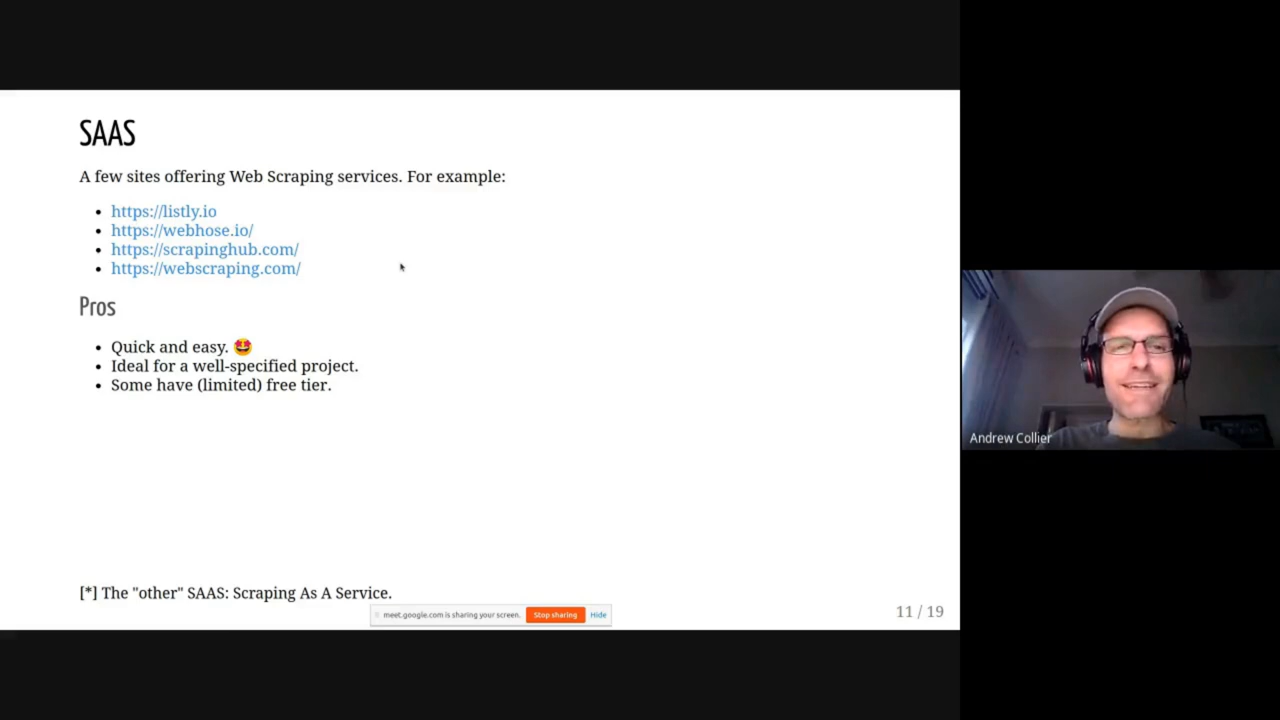 SAAS
A few sites offering Web Scraping services. For example:
https://listly.io
https://webhose.io/
https://scrapinghub.com/
https://webscraping.com/
Pros
Quick and easy. 🤩
Ideal for a well-specified project.
Some have (limited) free tier.
Andrew Collier
[*] The "other" SAAS: Scraping As A Service.
meet.google.com is sharing your screen. Stop sharing Hide
11 / 19